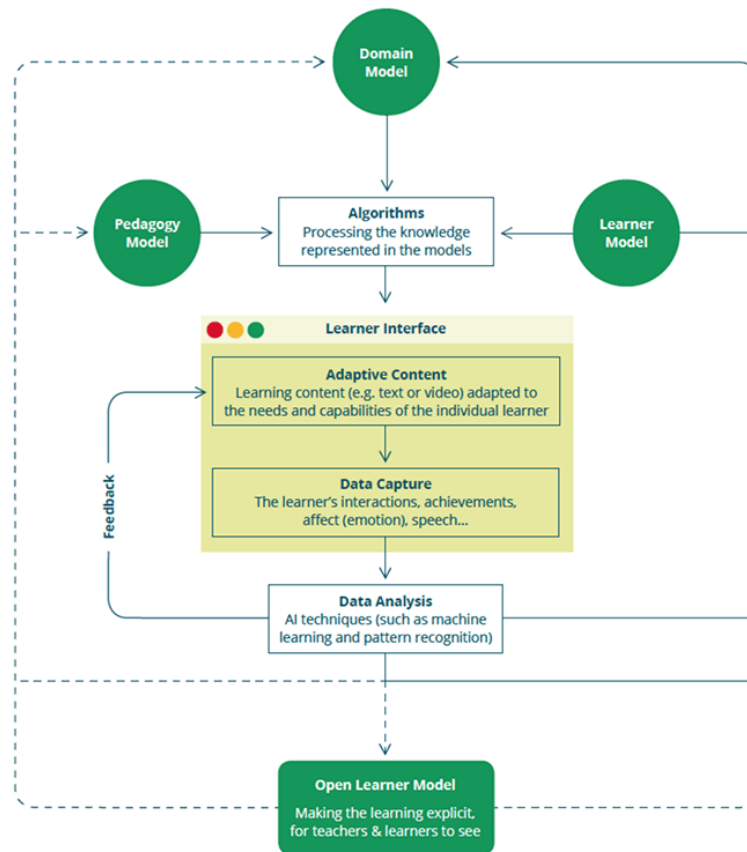 Domain
Model
Pedagogy
Model
Algorithms
Processing the knowledge
represented in the models
Learner
Model
Learner Interface
Adaptive Content
Learning content (e.g. text or video) adapted to
the needs and capabilities of the individual learner
Data Capture
The learner's interactions, achievements,
affect (emotion), speech...
Feedback
Data Analysis
AI techniques (such as machine
learning and pattern recognition)
Open Learner Model
Making the learning explicit,
for teachers & learners to see